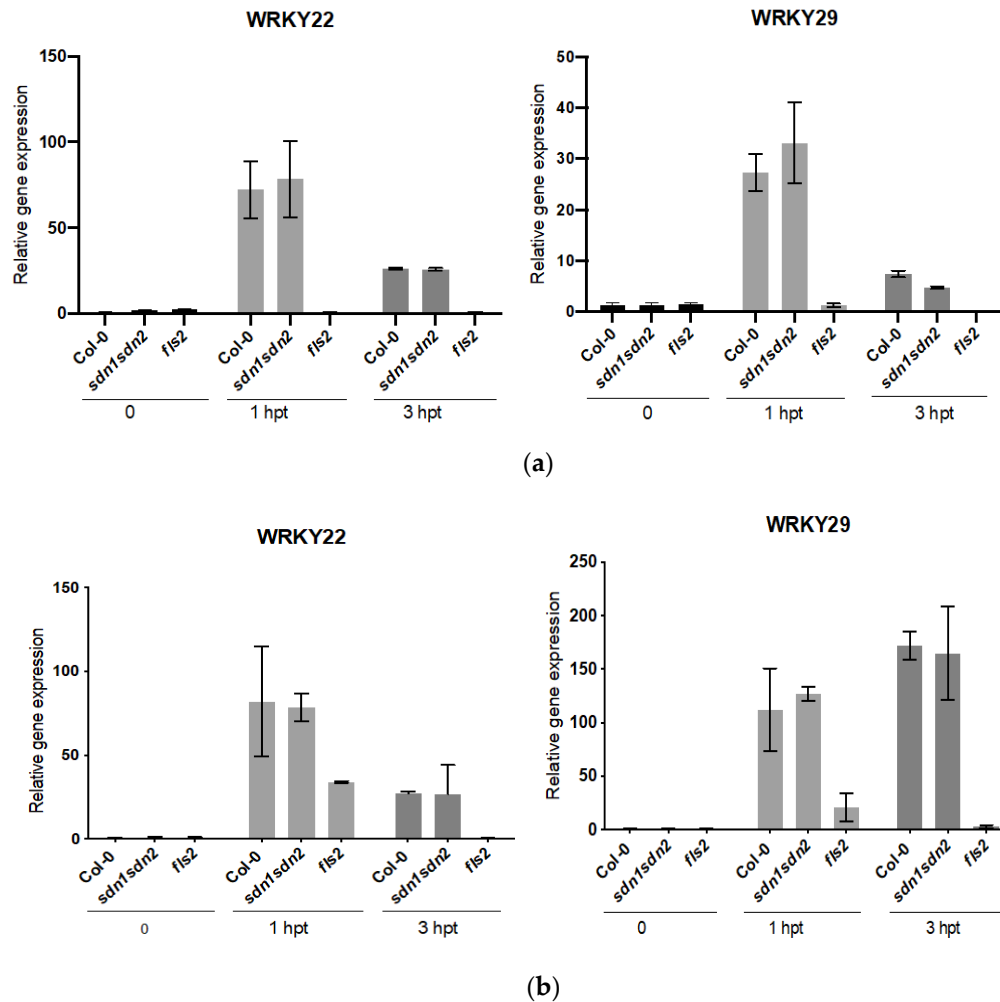 WRKY22
Relative gene expression
150
100
50
0
Col-0
sdn1sdn2
fls2
Col-0
sdn1sdn2
fls2
Col-0
sdn1sdn2
fls2
0
1 hpt
3 hpt
WRKY29
Relative gene expression
50
40
30
20
10
0
Col-0
sdn1sdn2
fls2
Col-0
sdn1sdn2
fls2
Col-0
sdn1sdn2
fls2
0
1 hpt
3 hpt
(a)
WRKY22
Relative gene expression
150
100
50
0
Col-0
sdn1sdn2
fls2
Col-0
sdn1sdn2
fls2
Col-0
sdn1sdn2
fls2
0
1 hpt
3 hpt
WRKY29
Relative gene expression
250
200
150
100
50
0
Col-0
sdn1sdn2
fls2
Col-0
sdn1sdn2
fls2
Col-0
sdn1sdn2
fls2
0
1 hpt
3 hpt
(b)